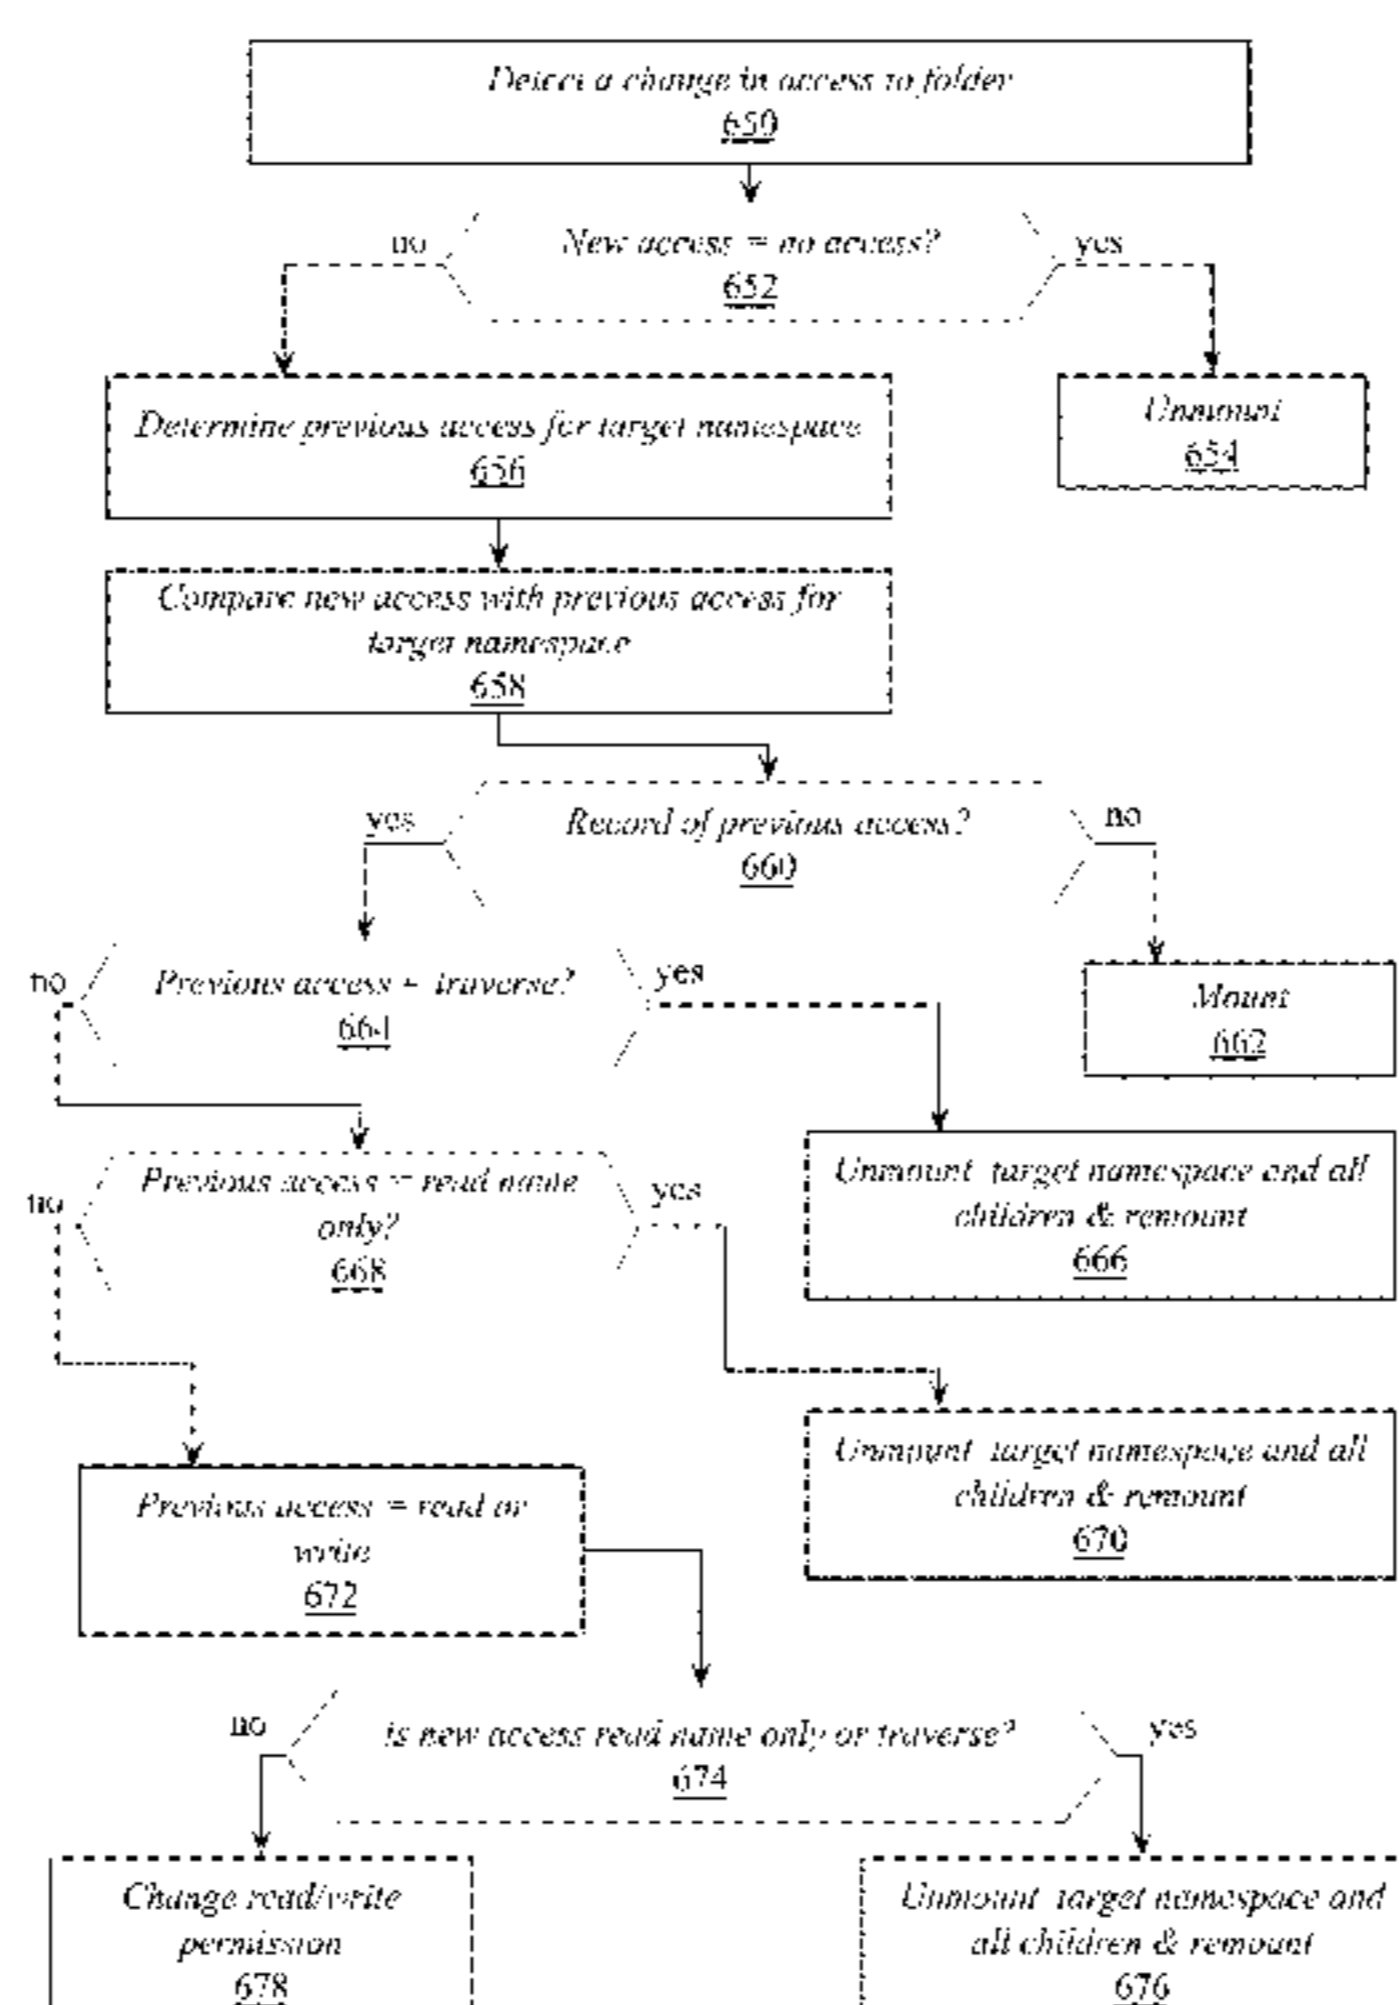 Detect a change in access to folder
650
New access = no access?
652
no
yes
Determine previous access for target namespace
656
Unmount
654
Compare new access with previous access for
target namespace
658
Record of previous access?
660
yes
no
Previous access = traverse?
664
no
yes
Mount
662
Previous access = read name
only?
668
no
yes
Unmount target namespace and all
children & remount
666
Unmount target namespace and all
children & remount
670
Previous access = read or
write
672
is new access read name only or traverse?
674
no
yes
Change read/write
permission
678
Unmount target namespace and
all children & remount
676